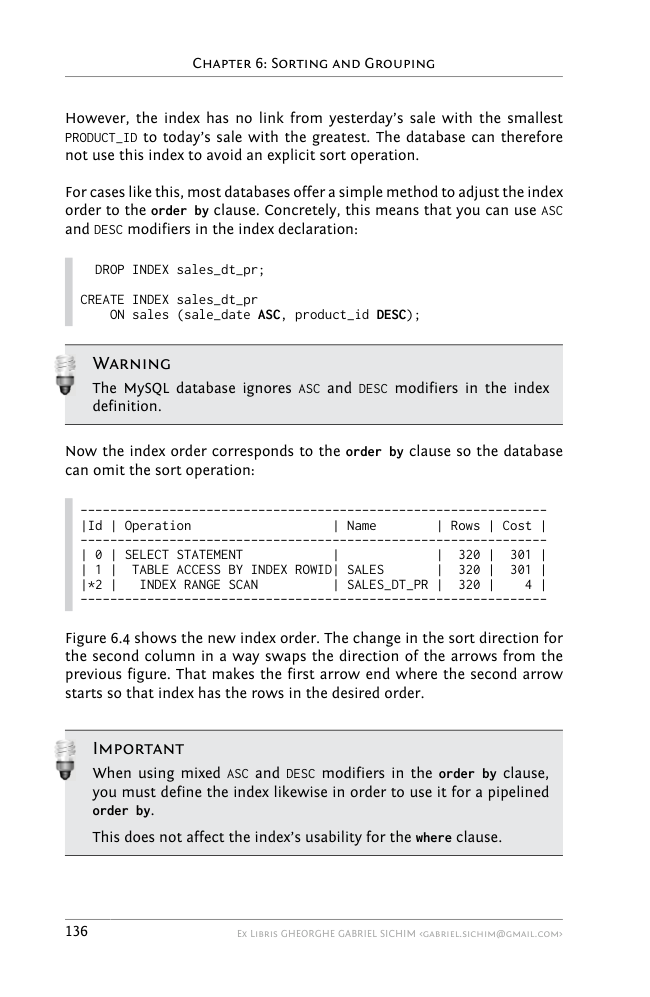 Chapter 6: Sorting and Grouping
However, the index has no link from yesterday's sale with the smallest
PRODUCT_ID to today's sale with the greatest. The database can therefore
not use this index to avoid an explicit sort operation.
For cases like this, most databases offer a simple method to adjust the index
order to the order by clause. Concretely, this means that you can use ASC
and DESC modifiers in the index declaration:
  DROP INDEX sales_dt_pr;
CREATE INDEX sales_dt_pr
    ON sales (sale_date ASC, product_id DESC);
Warning
The MySQL database ignores ASC and DESC modifiers in the index
definition.
Now the index order corresponds to the order by clause so the database
can omit the sort operation:
---------------------------------------------------------------
|Id | Operation                   | Name        | Rows | Cost |
---------------------------------------------------------------
| 0 | SELECT STATEMENT            |             |  320 |  301 |
| 1 |  TABLE ACCESS BY INDEX ROWID| SALES       |  320 |  301 |
|*2 |   INDEX RANGE SCAN          | SALES_DT_PR |  320 |    4 |
---------------------------------------------------------------
Figure 6.4 shows the new index order. The change in the sort direction for
the second column in a way swaps the direction of the arrows from the
previous figure. That makes the first arrow end where the second arrow
starts so that index has the rows in the desired order.
Important
When using mixed ASC and DESC modifiers in the order by clause,
you must define the index likewise in order to use it for a pipelined
order by.
This does not affect the index's usability for the where clause.
136
Ex Libris GHEORGHE GABRIEL SICHIM <gabriel.sichim@gmail.com>